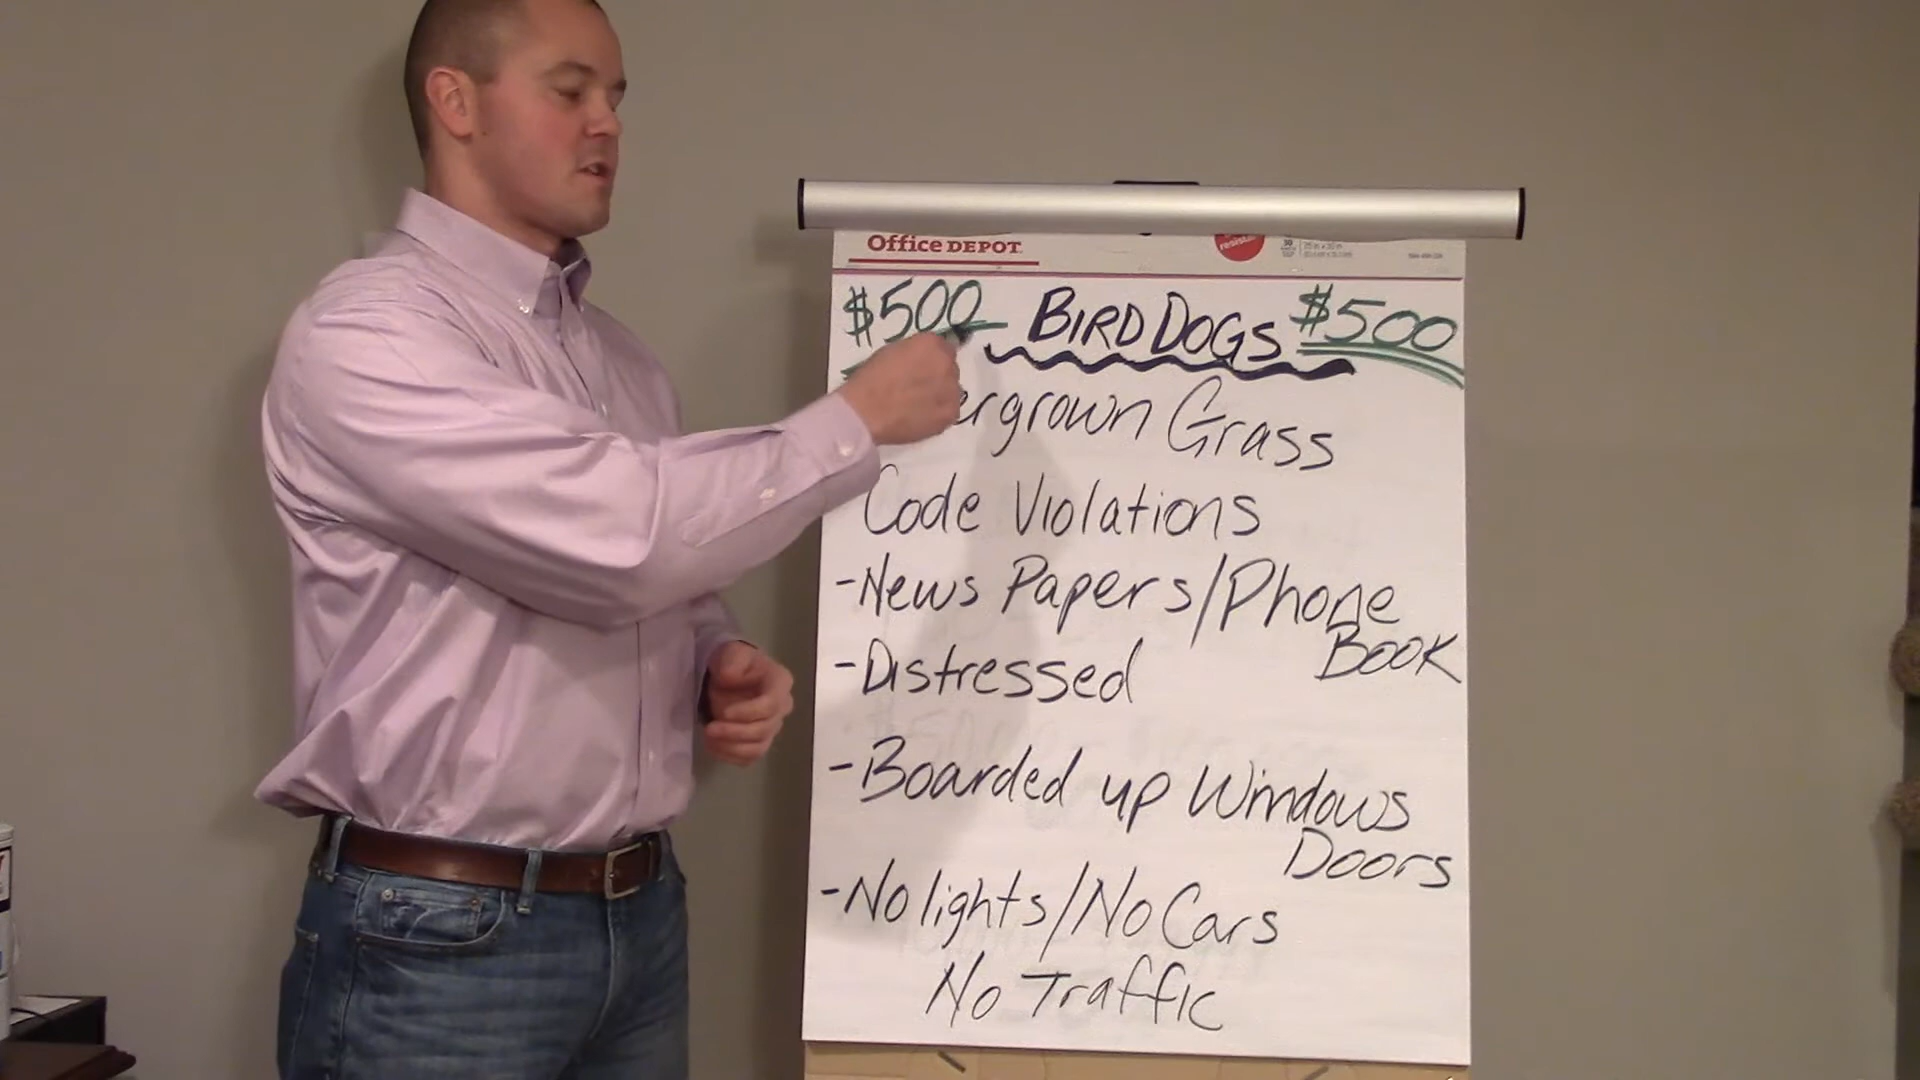 Office DEPOT
resista
$500 BIRD DOGS $500
ergrown Grass
Code Violations
-News Papers/Phone
Book
-Distressed
-Boarded up Windows
Doors
-No lights/No Cars
No Traffic